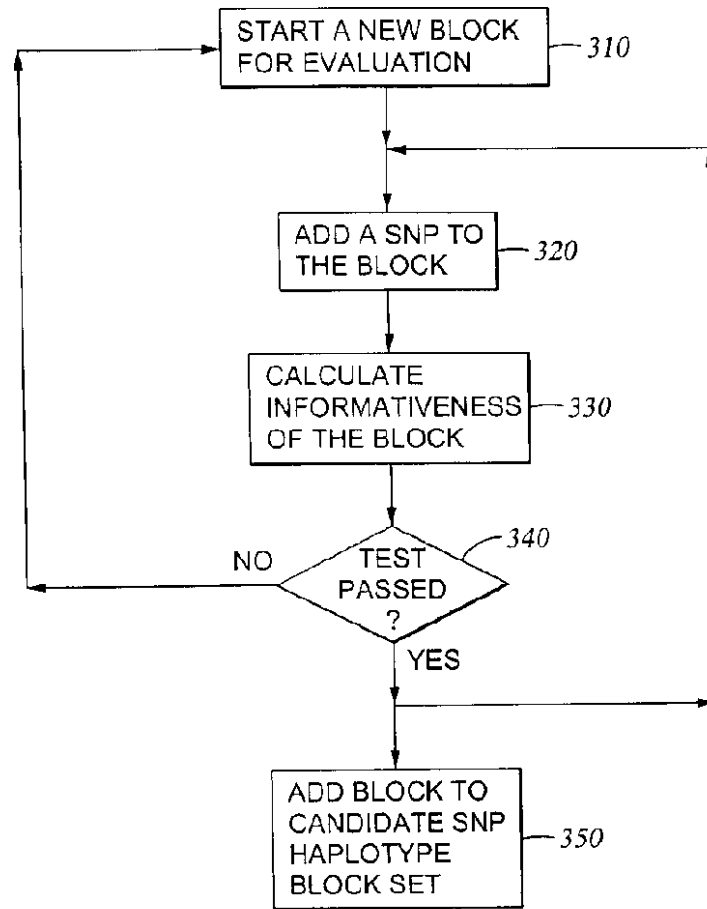 START A NEW BLOCK
FOR EVALUATION
310
ADD A SNP TO
THE BLOCK
320
CALCULATE
INFORMATIVENESS
OF THE BLOCK
330
340
NO
TEST
PASSED
?
YES
ADD BLOCK TO
CANDIDATE SNP
HAPLOTYPE
BLOCK SET
350